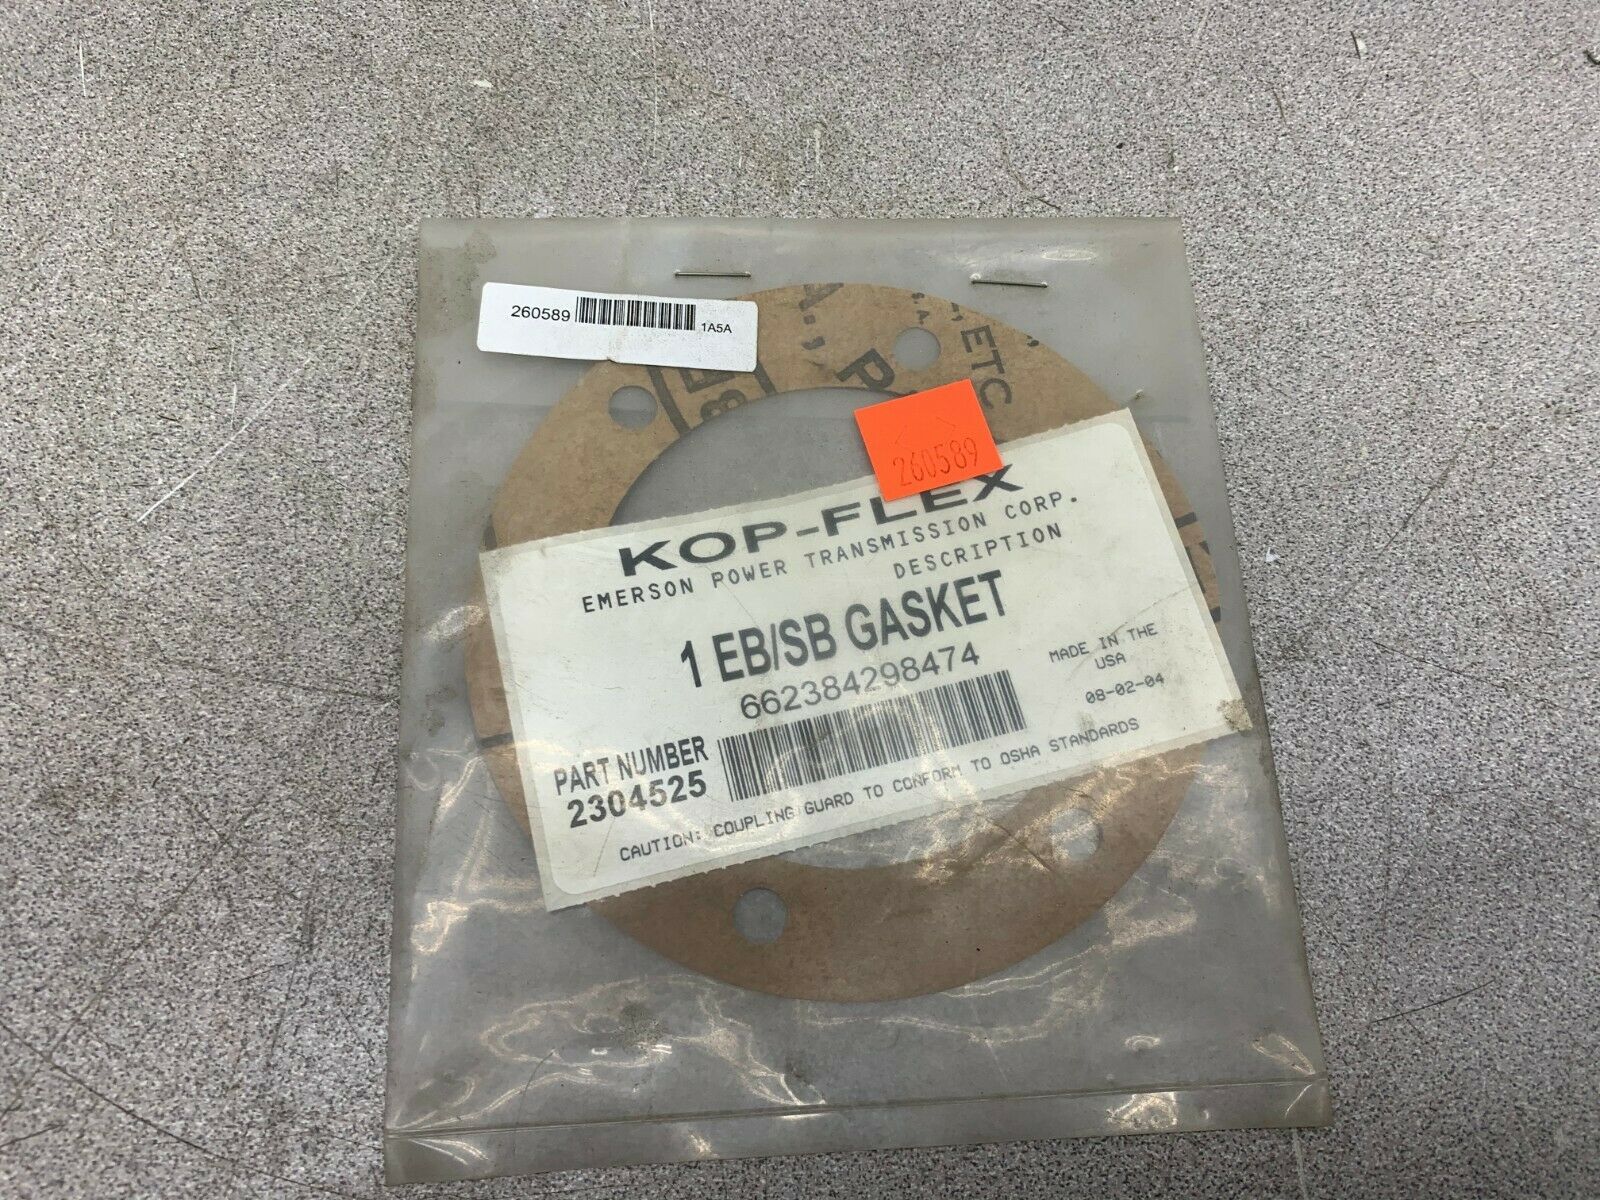 260589 1A5A
ETC
P
260589
KOP-FLEX
EMERSON POWER TRANSMISSION CORP.
DESCRIPTION
1 EB/SB GASKET
662384298474
MADE IN THE
USA
08-02-04
PART NUMBER
2304525
CAUTION: COUPLING GUARD TO CONFORM TO OSHA STANDARDS